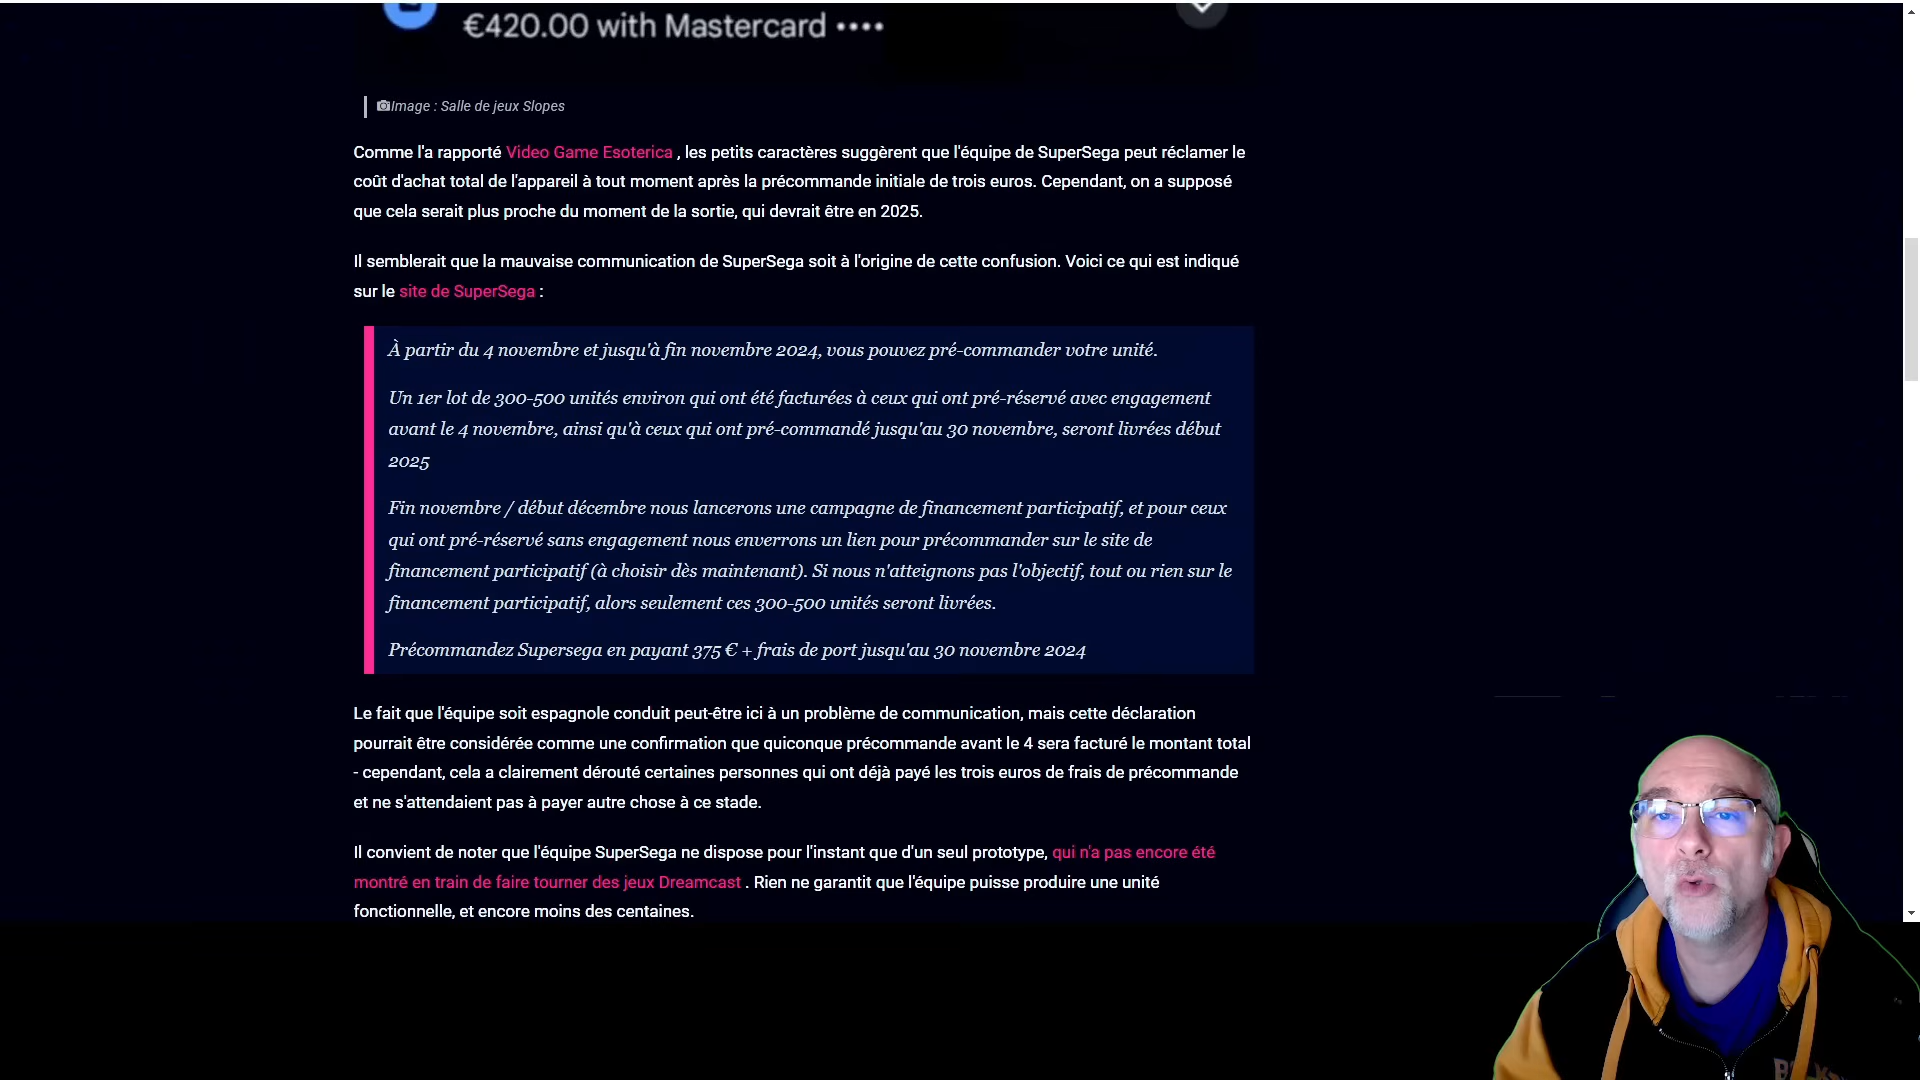 €420.00 with Mastercard ••••
Image : Salle de jeux Slopes
Comme l'a rapporté Video Game Esoterica , les petits caractères suggèrent que l'équipe de SuperSega peut réclamer le
coût d'achat total de l'appareil à tout moment après la précommande initiale de trois euros. Cependant, on a supposé
que cela serait plus proche du moment de la sortie, qui devrait être en 2025.
Il semblerait que la mauvaise communication de SuperSega soit à l'origine de cette confusion. Voici ce qui est indiqué
sur le site de SuperSega :
À partir du 4 novembre et jusqu'à fin novembre 2024, vous pouvez pré-commander votre unité.
Un 1er lot de 300-500 unités environ qui ont été facturées à ceux qui ont pré-réservé avec engagement
avant le 4 novembre, ainsi qu'à ceux qui ont pré-commandé jusqu'au 30 novembre, seront livrées début
2025
Fin novembre / début décembre nous lancerons une campagne de financement participatif, et pour ceux
qui ont pré-réservé sans engagement nous enverrons un lien pour précommander sur le site de
financement participatif (à choisir dès maintenant). Si nous n'atteignons pas l'objectif, tout ou rien sur le
financement participatif, alors seulement ces 300-500 unités seront livrées.
Précommandez Supersega en payant 375 € + frais de port jusqu'au 30 novembre 2024
Le fait que l'équipe soit espagnole conduit peut-être ici à un problème de communication, mais cette déclaration
pourrait être considérée comme une confirmation que quiconque précommande avant le 4 sera facturé le montant total
- cependant, cela a clairement dérouté certaines personnes qui ont déjà payé les trois euros de frais de précommande
et ne s'attendaient pas à payer autre chose à ce stade.
Il convient de noter que l'équipe SuperSega ne dispose pour l'instant que d'un seul prototype, qui n'a pas encore été
montré en train de faire tourner des jeux Dreamcast . Rien ne garantit que l'équipe puisse produire une unité
fonctionnelle, et encore moins des centaines.